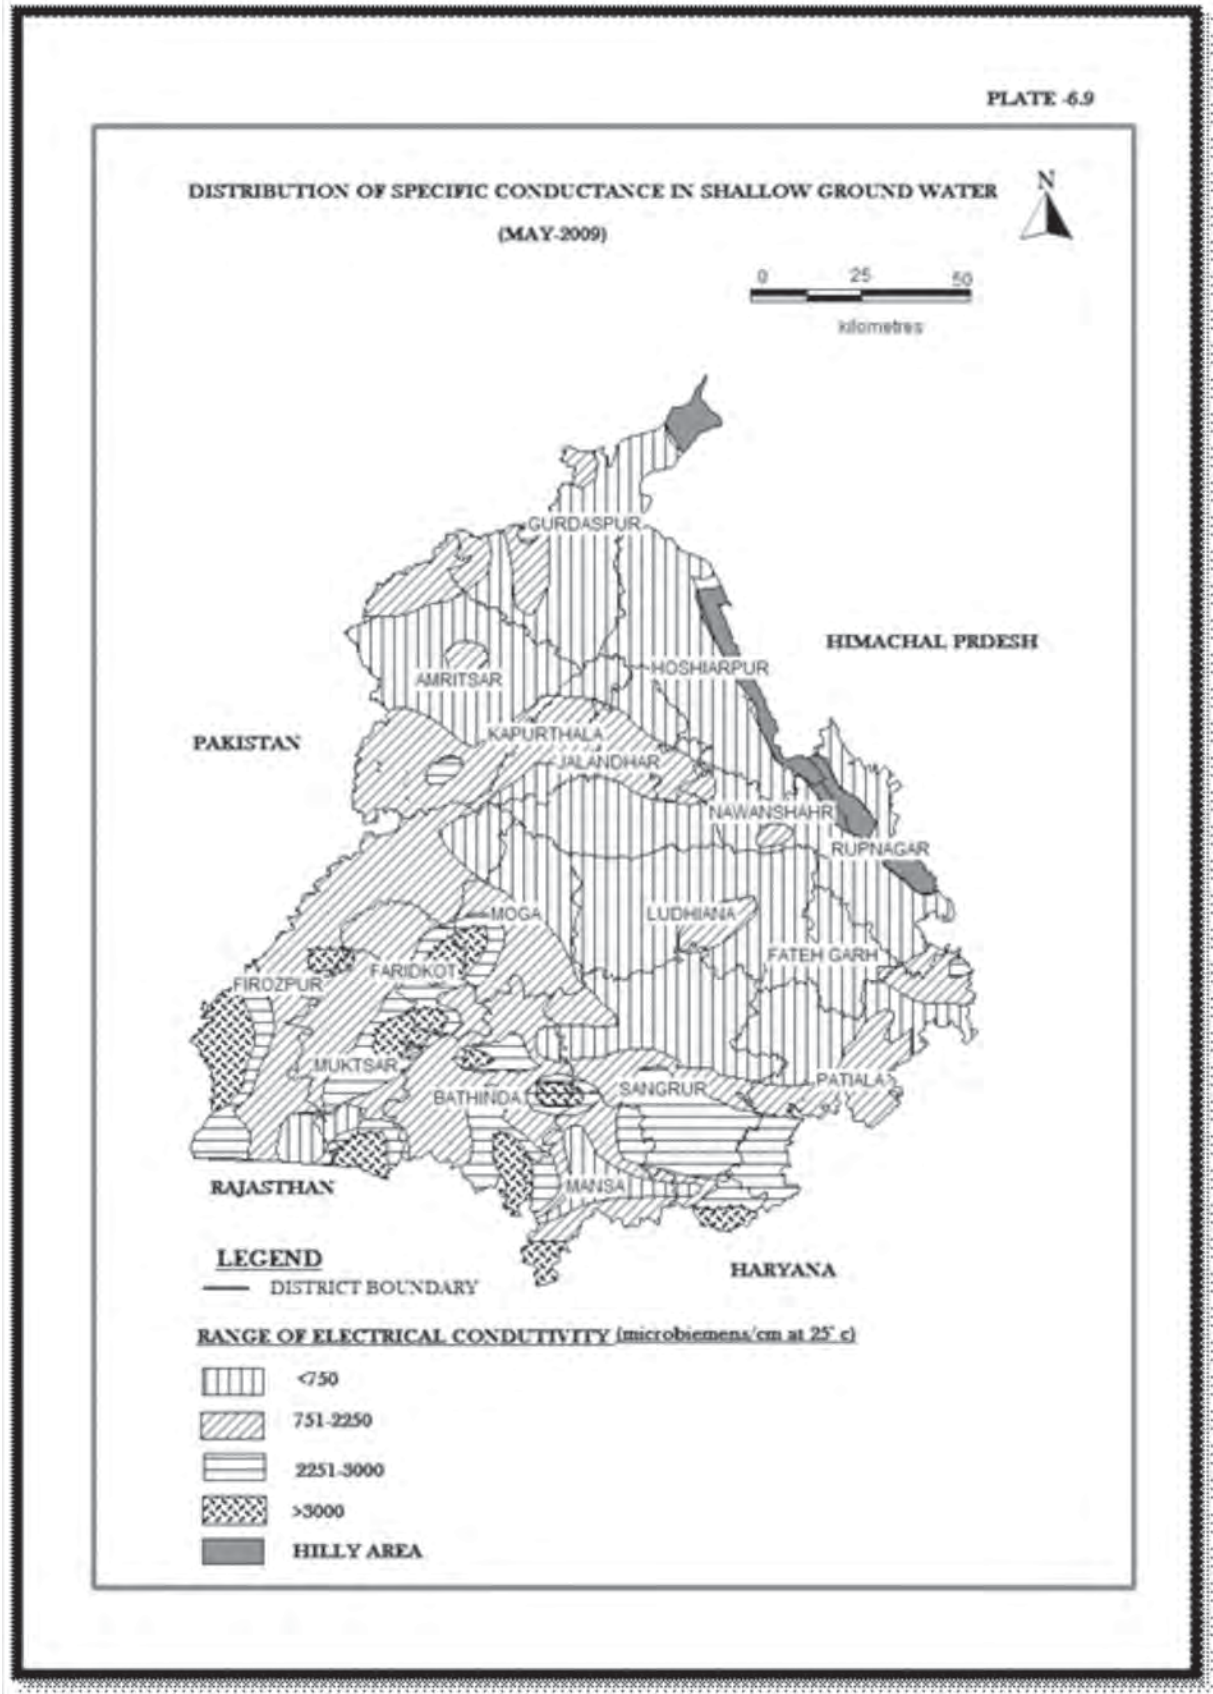 PLATE -6.9
DISTRIBUTION OF SPECIFIC CONDUCTANCE IN SHALLOW GROUND WATER
(MAY-2009)
N
0 25 50
kilometres
GURDASPUR
HIMACHAL PRDESH
HOSHIARPUR
AMRITSAR
PAKISTAN
KAPURTHALA
JALANDHAR
NAWANSHAHR
RUPNAGAR
MOGA
LUDHIANA
FATEH GARH
FARIDKOT
FIROZPUR
MUKTSAR
PATIALA
SANGRUR
BATHINDA
MANSA
RAJASTHAN
HARYANA
LEGEND
DISTRICT BOUNDARY
RANGE OF ELECTRICAL CONDUTIVITY (microbiemens/cm at 25° c)
<750
751-2250
2251-3000
>3000
HILLY AREA